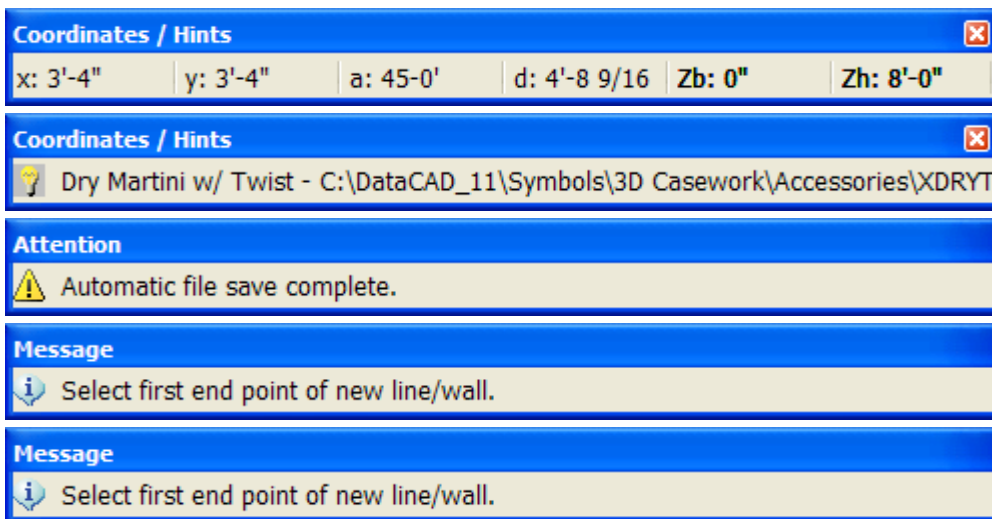 Coordinates / Hints
x: 3'-4" y: 3'-4" a: 45-0' d: 4'-8 9/16 Zb: 0" Zh: 8'-0"
Coordinates / Hints
Dry Martini w/ Twist - C:\DataCAD_11\Symbols\3D Casework\Accessories\XDRYT
Attention
Automatic file save complete.
Message
Select first end point of new line/wall.
Message
Select first end point of new line/wall.